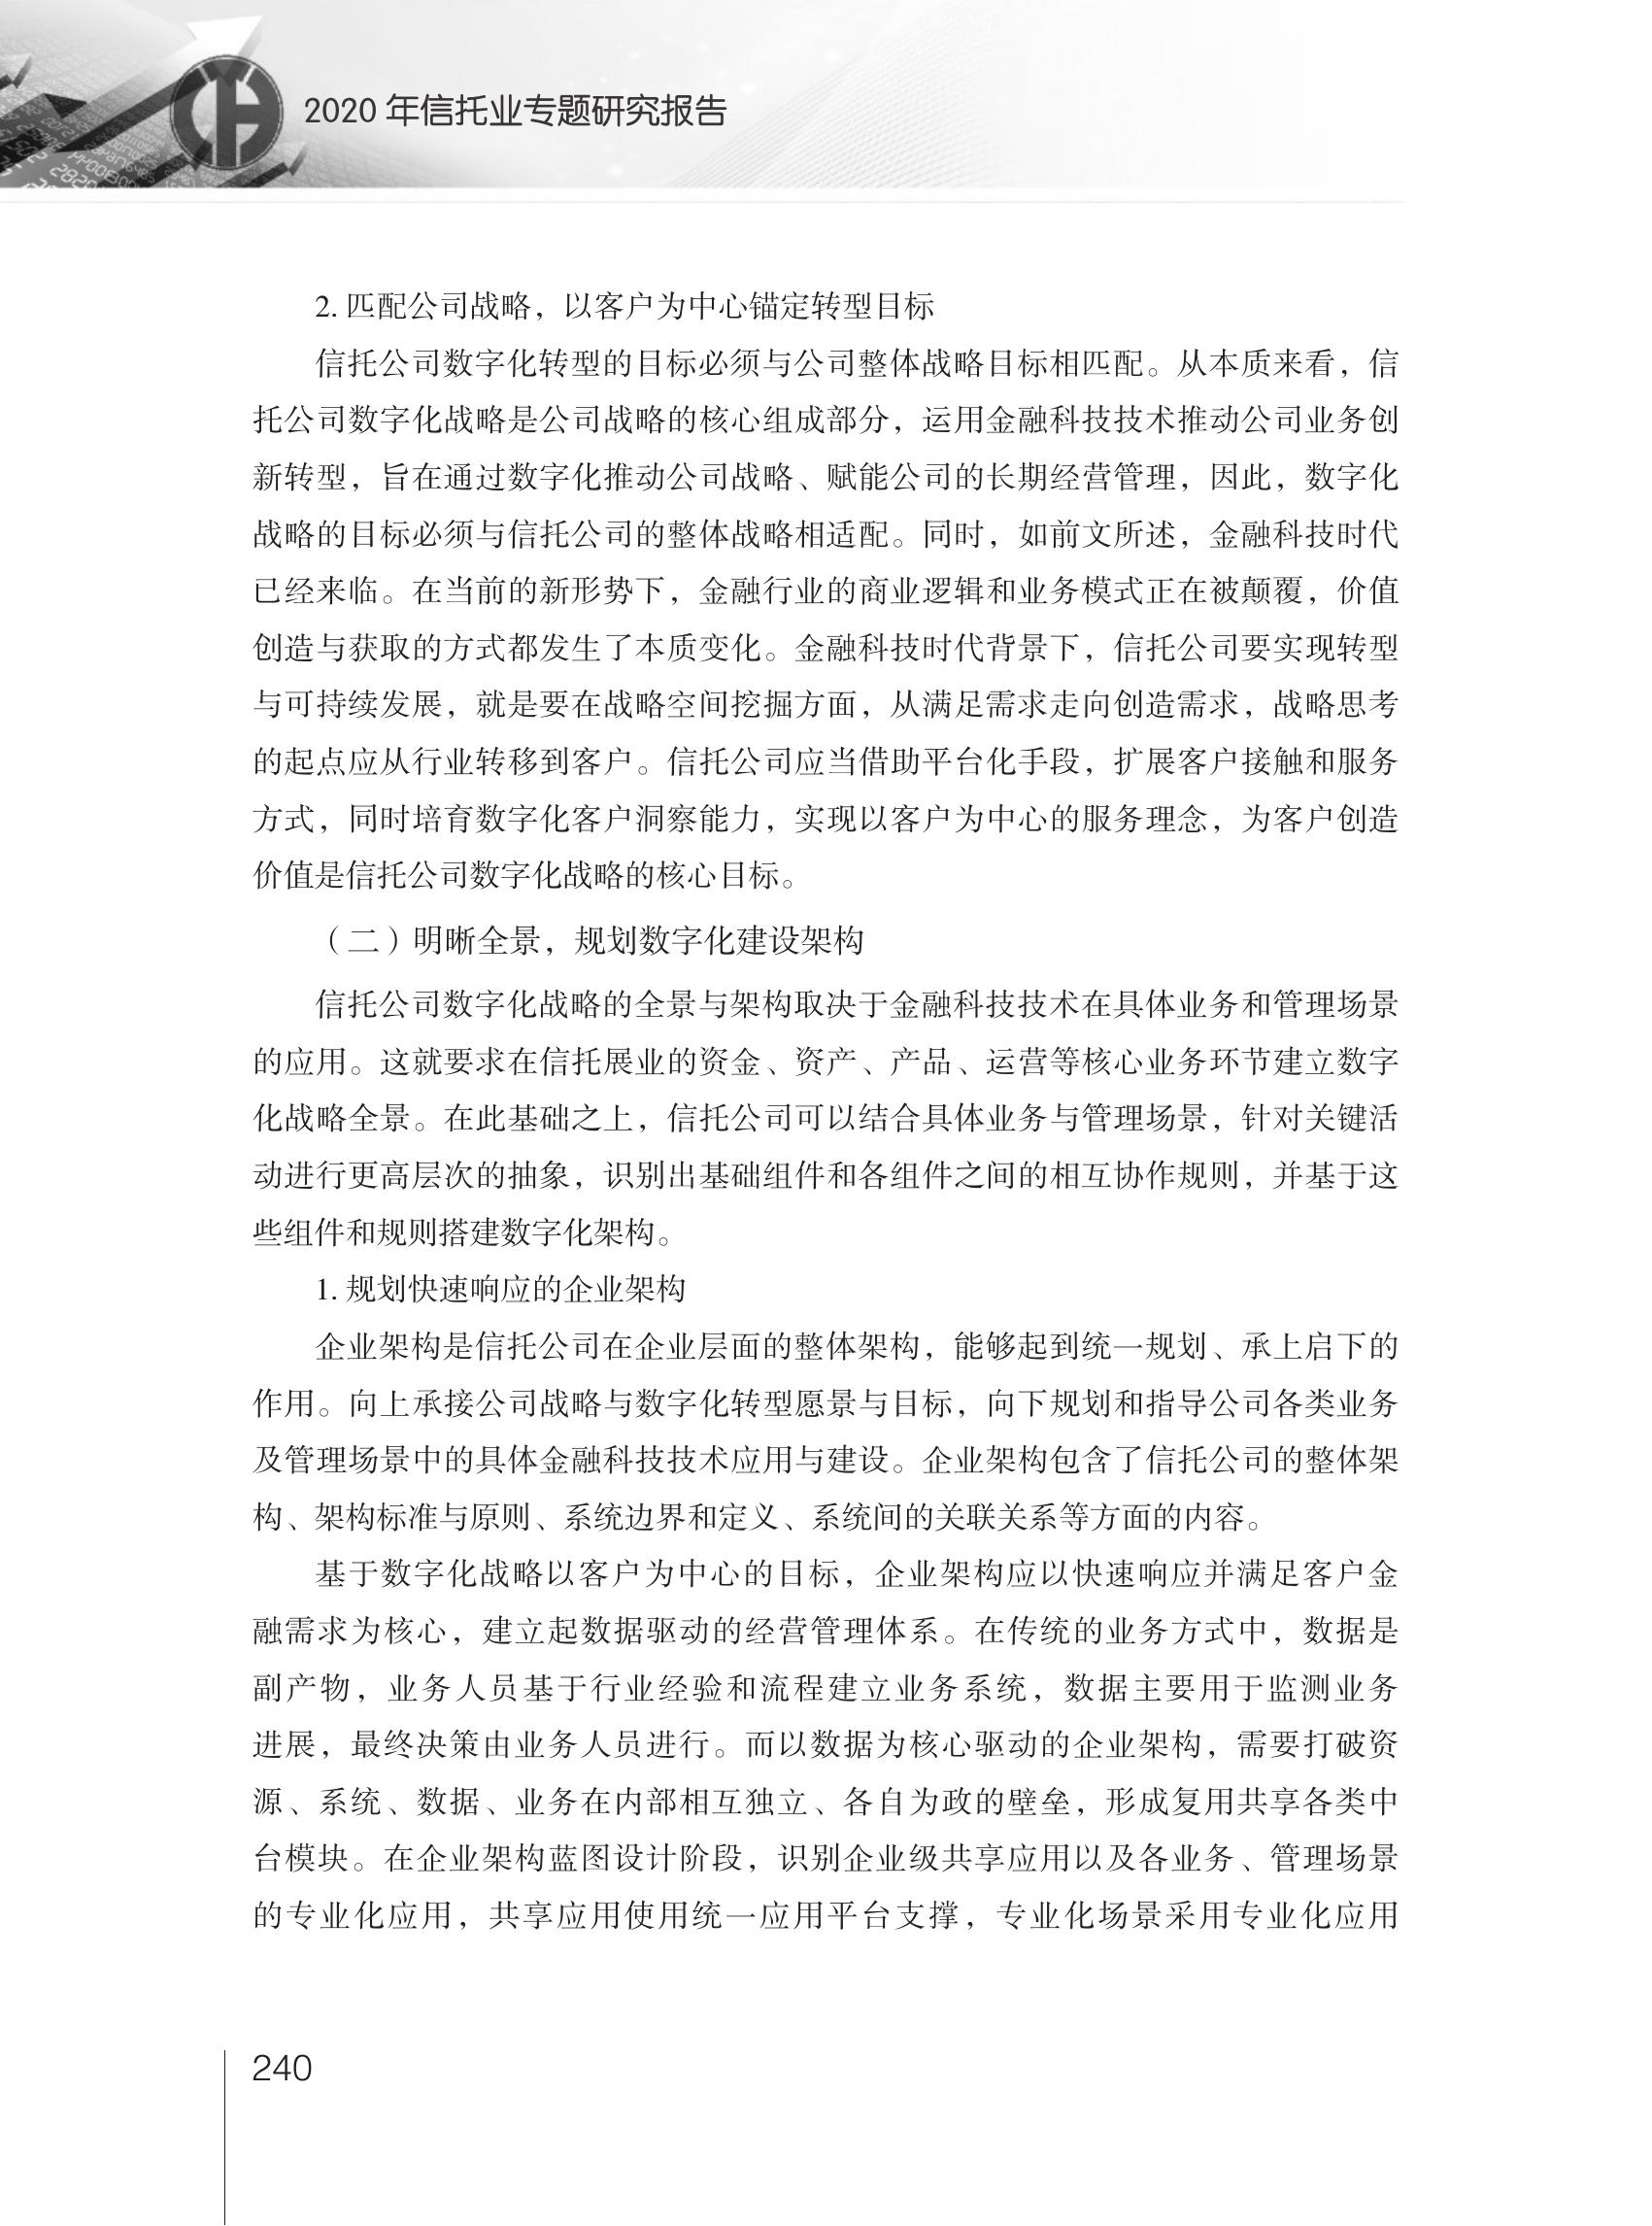 2020 年信托业专题研究报告
2. 匹配公司战略，以客户为中心锚定转型目标
信托公司数字化转型的目标必须与公司整体战略目标相匹配。从本质来看，信
托公司数字化战略是公司战略的核心组成部分，运用金融科技技术推动公司业务创
新转型，旨在通过数字化推动公司战略、赋能公司的长期经营管理，因此，数字化
战略的目标必须与信托公司的整体战略相适配。同时，如前文所述，金融科技时代
已经来临。在当前的新形势下，金融行业的商业逻辑和业务模式正在被颠覆，价值
创造与获取的方式都发生了本质变化。金融科技时代背景下，信托公司要实现转型
与可持续发展，就是要在战略空间挖掘方面，从满足需求走向创造需求，战略思考
的起点应从行业转移到客户。信托公司应当借助平台化手段，扩展客户接触和服务
方式，同时培育数字化客户洞察能力，实现以客户为中心的服务理念，为客户创造
价值是信托公司数字化战略的核心目标。
（二）明晰全景，规划数字化建设架构
信托公司数字化战略的全景与架构取决于金融科技技术在具体业务和管理场景
的应用。这就要求在信托展业的资金、资产、产品、运营等核心业务环节建立数字
化战略全景。在此基础之上，信托公司可以结合具体业务与管理场景，针对关键活
动进行更高层次的抽象，识别出基础组件和各组件之间的相互协作规则，并基于这
些组件和规则搭建数字化架构。
1. 规划快速响应的企业架构
企业架构是信托公司在企业层面的整体架构，能够起到统一规划、承上启下的
作用。向上承接公司战略与数字化转型愿景与目标，向下规划和指导公司各类业务
及管理场景中的具体金融科技技术应用与建设。企业架构包含了信托公司的整体架
构、架构标准与原则、系统边界和定义、系统间的关联关系等方面的内容。
基于数字化战略以客户为中心的目标，企业架构应以快速响应并满足客户金
融需求为核心，建立起数据驱动的经营管理体系。在传统的业务方式中，数据是
副产物，业务人员基于行业经验和流程建立业务系统，数据主要用于监测业务
进展，最终决策由业务人员进行。而以数据为核心驱动的企业架构，需要打破资
源、系统、数据、业务在内部相互独立、各自为政的壁垒，形成复用共享各类中
台模块。在企业架构蓝图设计阶段，识别企业级共享应用以及各业务、管理场景
的专业化应用，共享应用使用统一应用平台支撑，专业化场景采用专业化应用
240